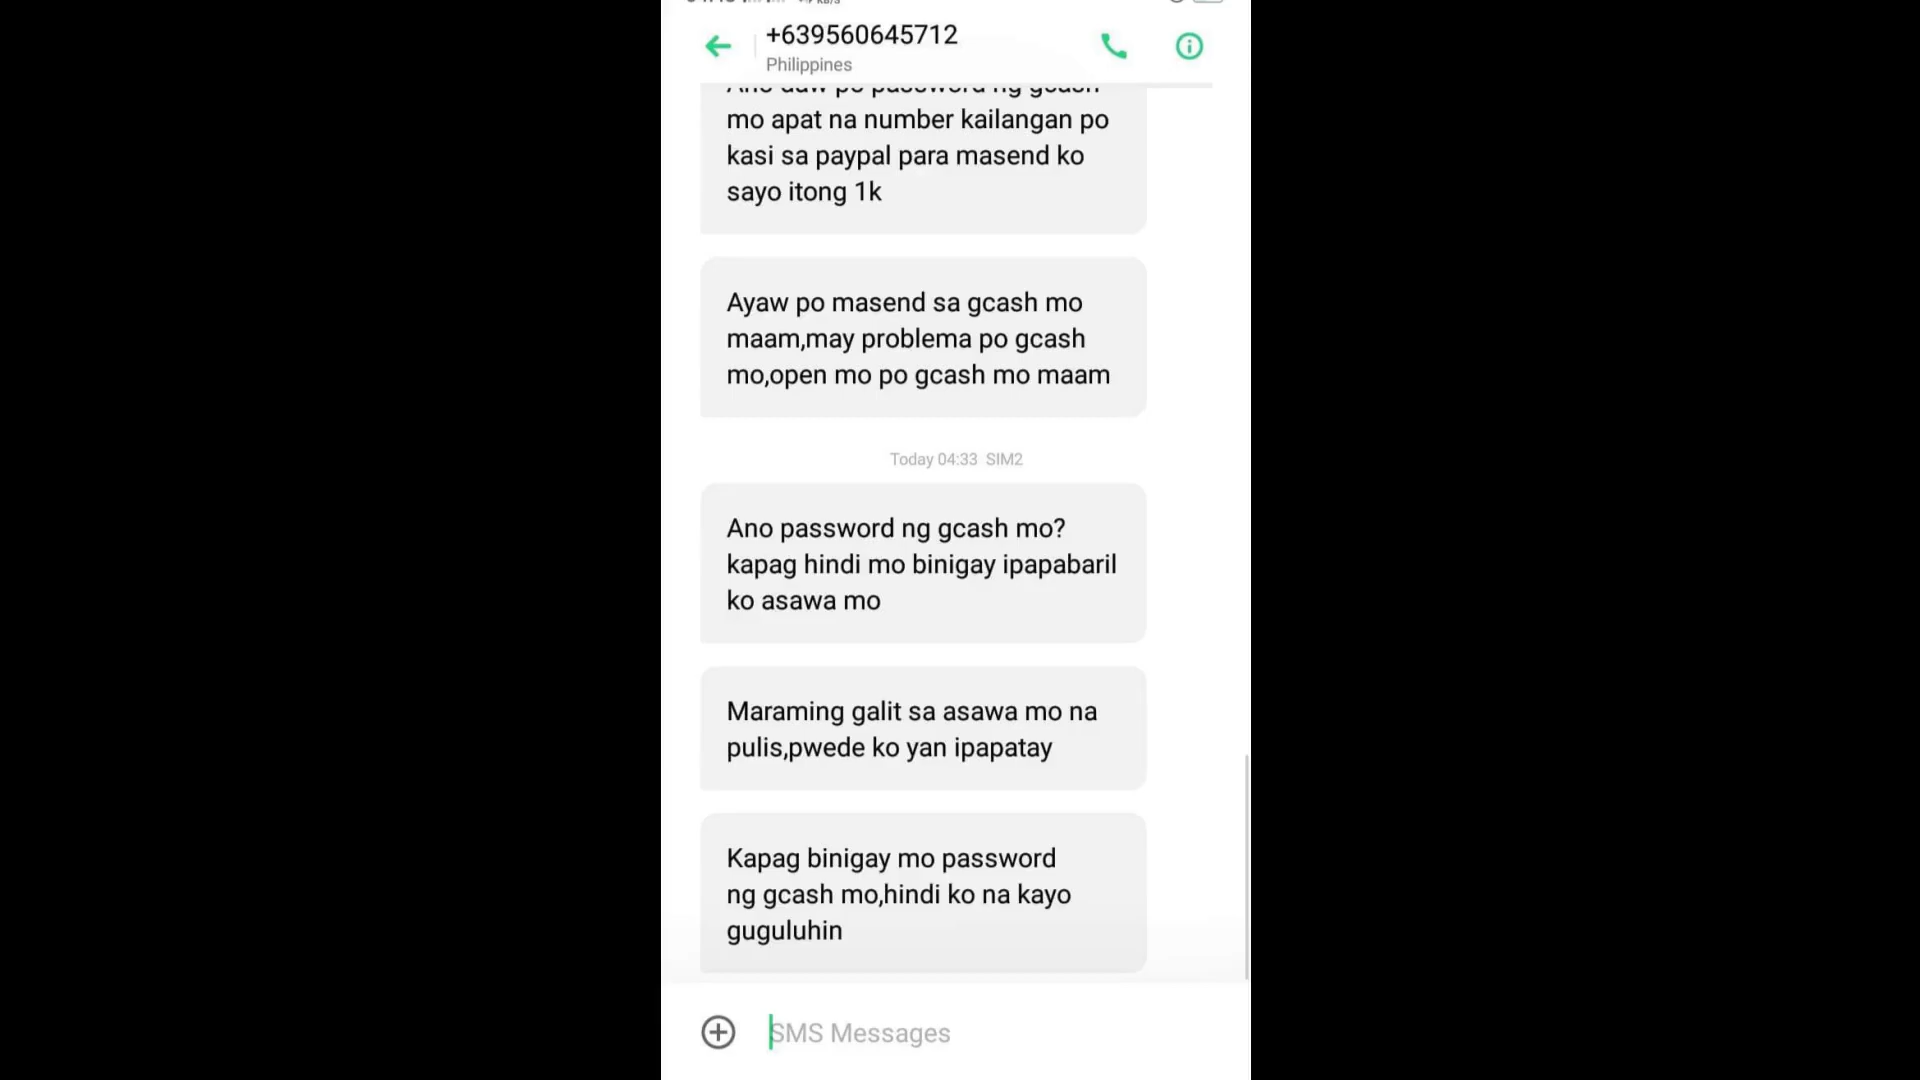 +639560645712
Philippines
Ano daw po password ng gcash
mo apat na number kailangan po
kasi sa paypal para masend ko
sayo itong 1k
Ayaw po masend sa gcash mo
maam,may problema po gcash
mo,open mo po gcash mo maam
Today 04:33 SIM2
Ano password ng gcash mo?
kapag hindi mo binigay ipapabaril
ko asawa mo
Maraming galit sa asawa mo na
pulis,pwede ko yan ipapatay
Kapag binigay mo password
ng gcash mo,hindi ko na kayo
guguluhin
SMS Messages